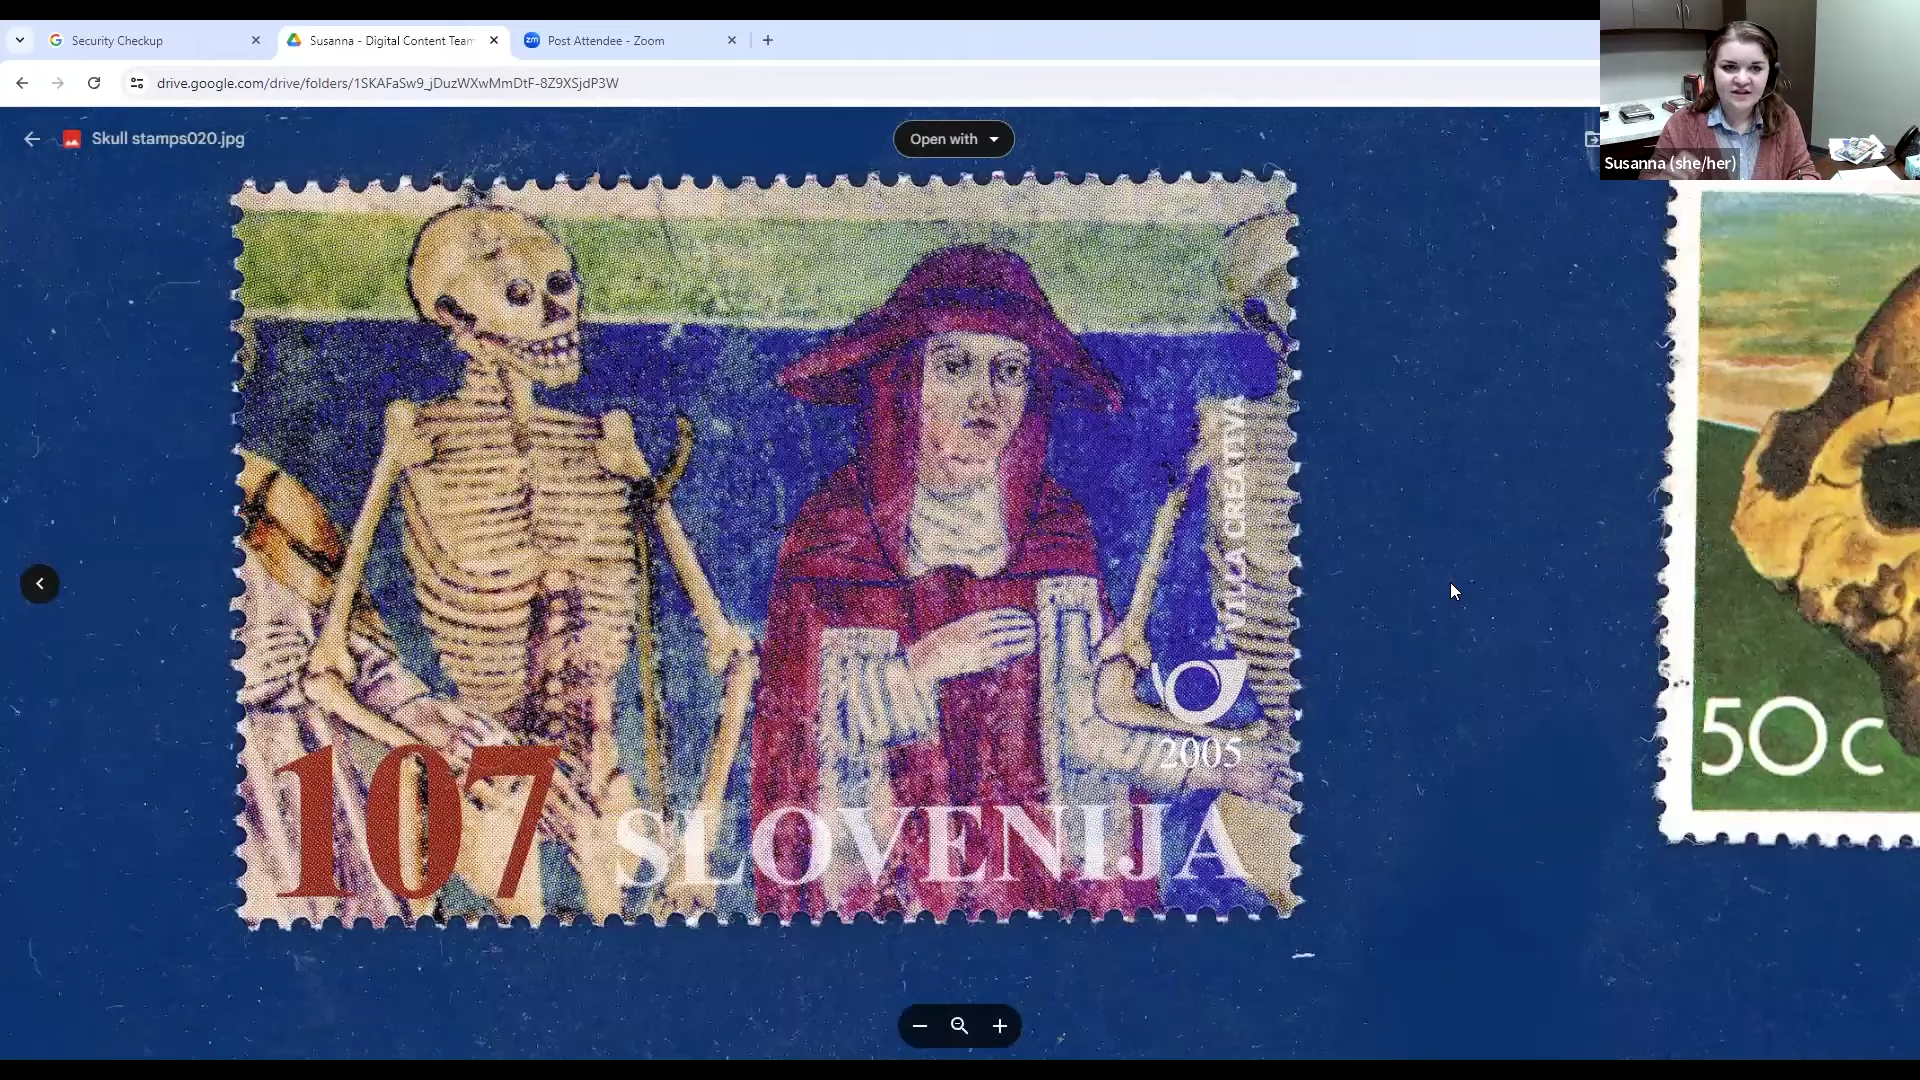 Security Checkup
Susanna - Digital Content Team
Post Attendee - Zoom
drive.google.com/drive/folders/1SKAFaSw9_jDuzWXwMmDtF-8Z9XSjdP3W
Skull stamps020.jpg
Open with
Susanna (she/her)
VILLA CREATIVA
2005
107
SLOVENIJA
50c
zm